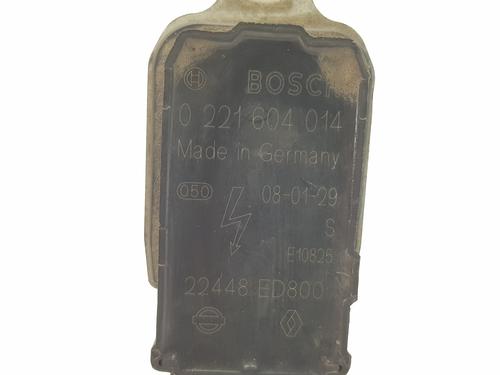 BOSCH
0 221 604 014
Made in Germany
050 08-01-29
S
E10825
22448 ED800